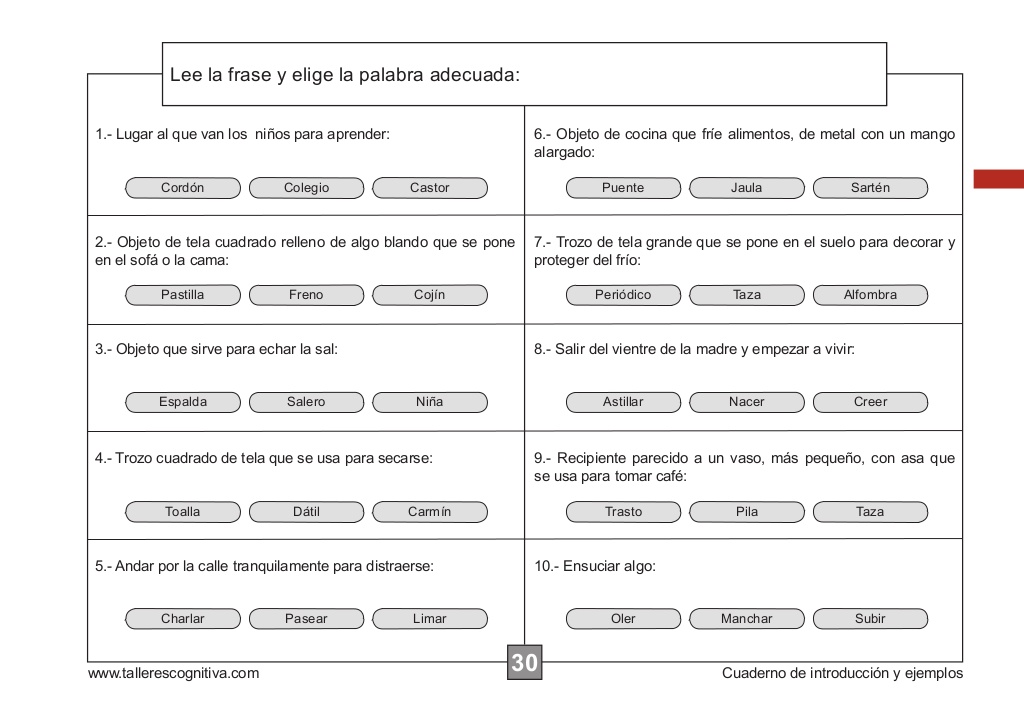 Lee la frase y elige la palabra adecuada:
1.- Lugar al que van los niños para aprender:
Cordón Colegio Castor
2.- Objeto de tela cuadrado relleno de algo blando que se pone
en el sofá o la cama:
Pastilla Freno Cojín
3.- Objeto que sirve para echar la sal:
Espalda Salero Niña
4.- Trozo cuadrado de tela que se usa para secarse:
Toalla Dátil Carmín
5.- Andar por la calle tranquilamente para distraerse:
Charlar Pasear Limar
6.- Objeto de cocina que fríe alimentos, de metal con un mango
alargado:
Puente Jaula Sartén
7.- Trozo de tela grande que se pone en el suelo para decorar y
proteger del frío:
Periódico Taza Alfombra
8.- Salir del vientre de la madre y empezar a vivir:
Astillar Nacer Creer
9.- Recipiente parecido a un vaso, más pequeño, con asa que
se usa para tomar café:
Trasto Pila Taza
10.- Ensuciar algo:
Oler Manchar Subir
www.tallerescognitiva.com
30
Cuaderno de introducción y ejemplos